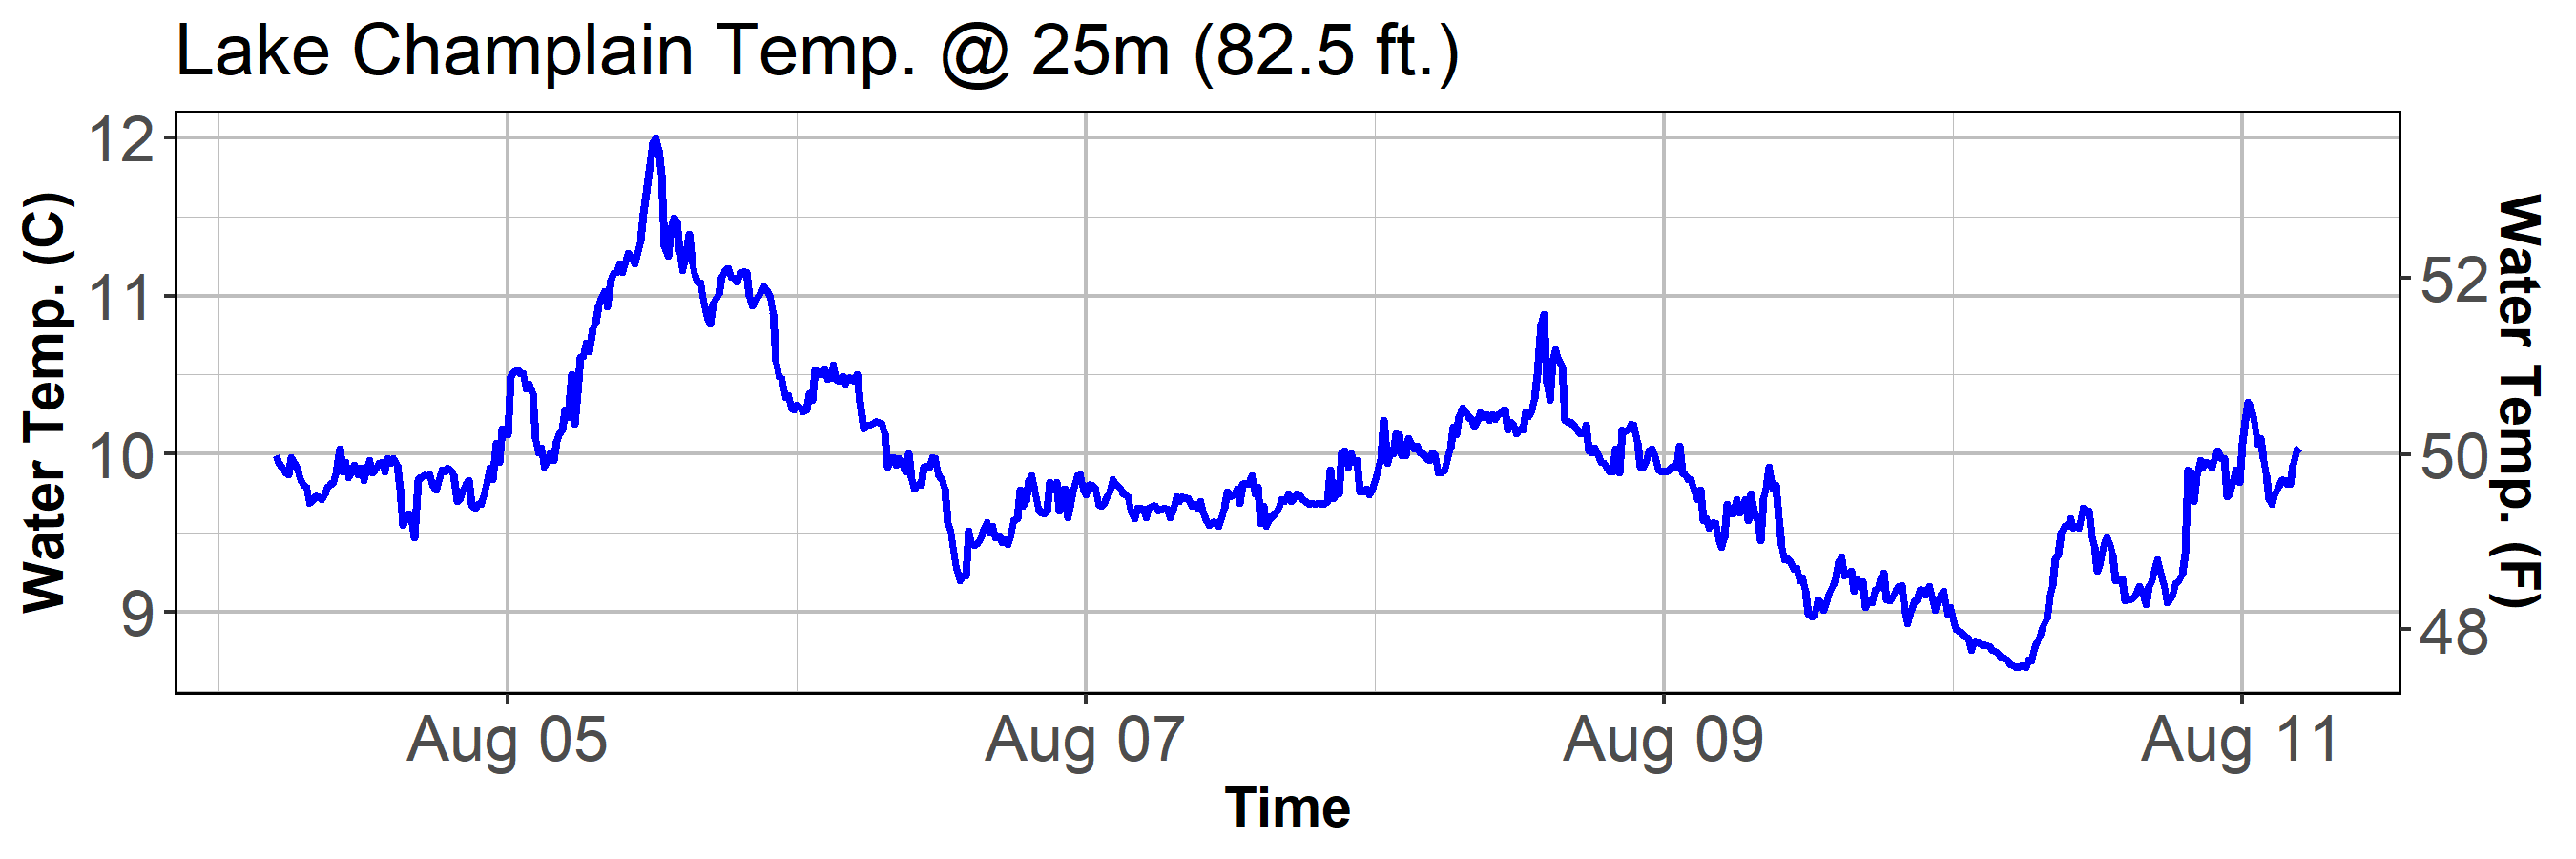 Lake Champlain Temp. @ 25m (82.5 ft.)
Water Temp. (C)
12
11
10
9
52
50
48
Water Temp. (F)
Aug 05
Aug 07
Aug 09
Aug 11
Time